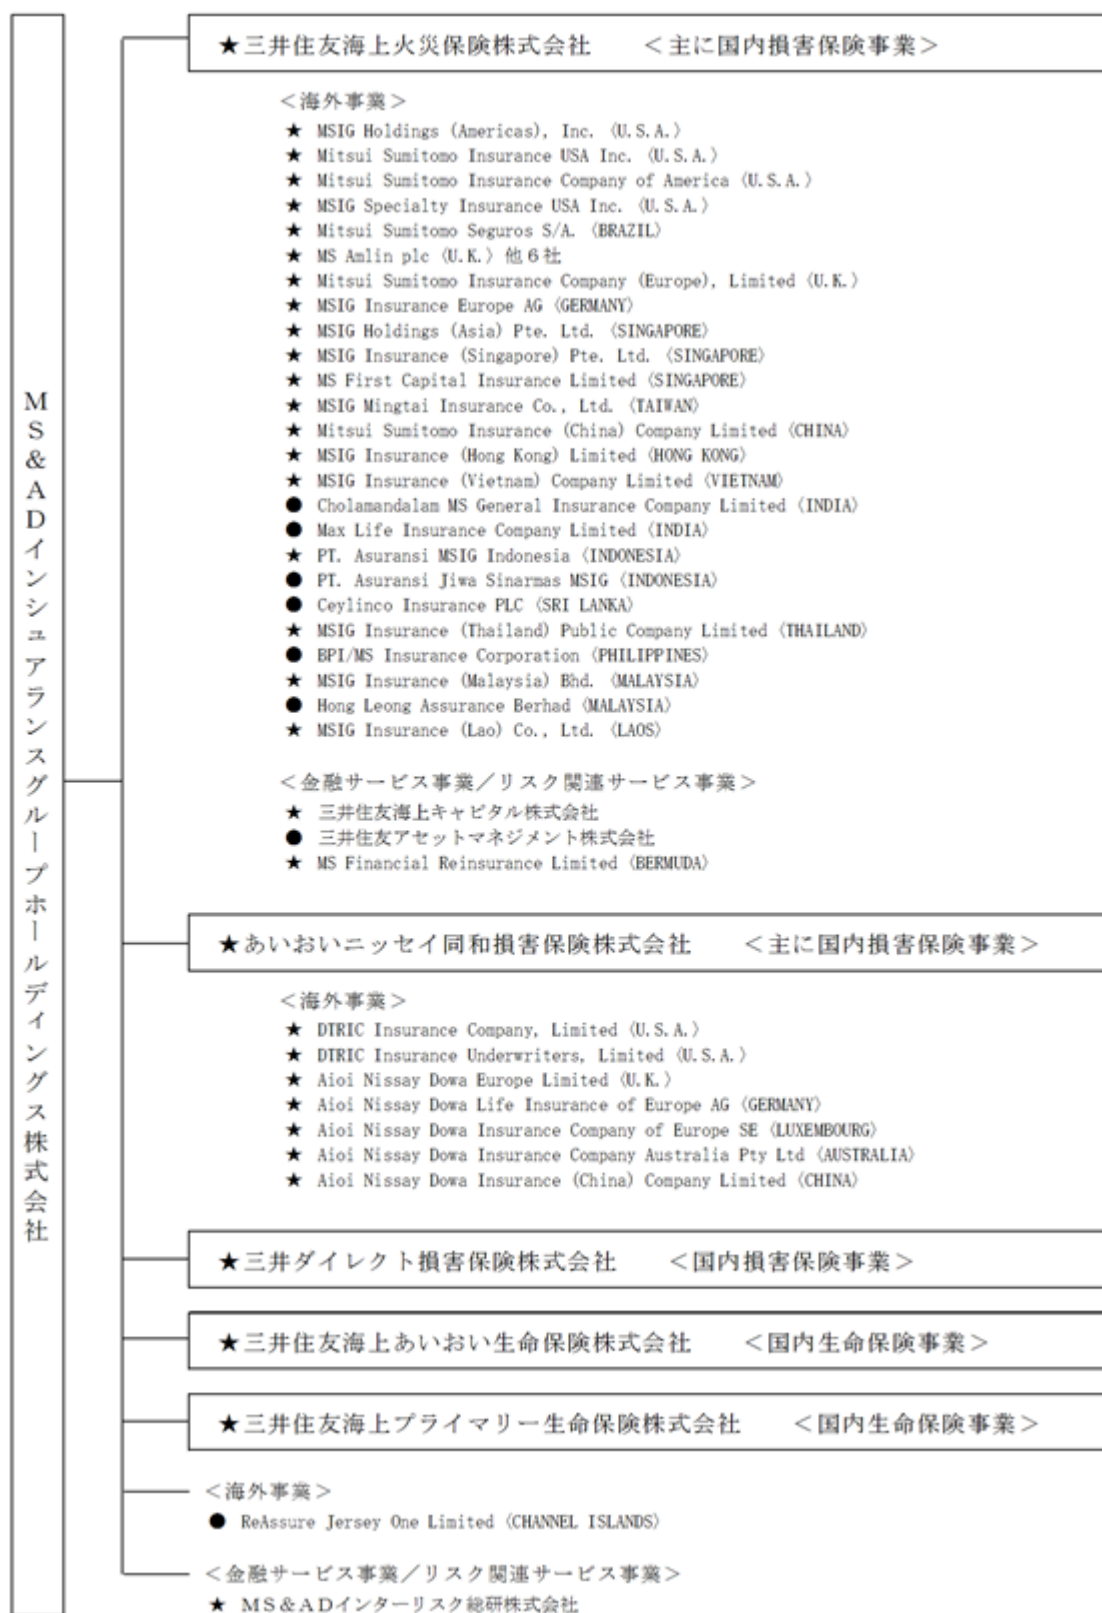 MS&ADインシュアランスグループホールディングス株式会社
★三井住友海上火災保険株式会社 <主に国内損害保険事業>
<海外事業>
★ MSIG Holdings (Americas), Inc. 〈U.S.A.〉
★ Mitsui Sumitomo Insurance USA Inc. 〈U.S.A.〉
★ Mitsui Sumitomo Insurance Company of America 〈U.S.A.〉
★ MSIG Specialty Insurance USA Inc. 〈U.S.A.〉
★ Mitsui Sumitomo Seguros S/A. 〈BRAZIL〉
★ MS Amlin plc 〈U.K.〉他6社
★ Mitsui Sumitomo Insurance Company (Europe), Limited 〈U.K.〉
★ MSIG Insurance Europe AG 〈GERMANY〉
★ MSIG Holdings (Asia) Pte. Ltd. 〈SINGAPORE〉
★ MSIG Insurance (Singapore) Pte. Ltd. 〈SINGAPORE〉
★ MS First Capital Insurance Limited 〈SINGAPORE〉
★ MSIG Mingtai Insurance Co., Ltd. 〈TAIWAN〉
★ Mitsui Sumitomo Insurance (China) Company Limited 〈CHINA〉
★ MSIG Insurance (Hong Kong) Limited 〈HONG KONG〉
★ MSIG Insurance (Vietnam) Company Limited 〈VIETNAM〉
● Cholamandalam MS General Insurance Company Limited 〈INDIA〉
● Max Life Insurance Company Limited 〈INDIA〉
★ PT. Asuransi MSIG Indonesia 〈INDONESIA〉
● PT. Asuransi Jiwa Sinarmas MSIG 〈INDONESIA〉
● Ceylinco Insurance PLC 〈SRI LANKA〉
★ MSIG Insurance (Thailand) Public Company Limited 〈THAILAND〉
● BPI/MS Insurance Corporation 〈PHILIPPINES〉
★ MSIG Insurance (Malaysia) Bhd. 〈MALAYSIA〉
● Hong Leong Assurance Berhad 〈MALAYSIA〉
★ MSIG Insurance (Lao) Co., Ltd. 〈LAOS〉
<金融サービス事業/リスク関連サービス事業>
★ 三井住友海上キャピタル株式会社
● 三井住友アセットマネジメント株式会社
★ MS Financial Reinsurance Limited 〈BERMUDA〉
★あいおいニッセイ同和損害保険株式会社 <主に国内損害保険事業>
<海外事業>
★ DTRIC Insurance Company, Limited 〈U.S.A.〉
★ DTRIC Insurance Underwriters, Limited 〈U.S.A.〉
★ Aioi Nissay Dowa Europe Limited 〈U.K.〉
★ Aioi Nissay Dowa Life Insurance of Europe AG 〈GERMANY〉
★ Aioi Nissay Dowa Insurance Company of Europe SE 〈LUXEMBOURG〉
★ Aioi Nissay Dowa Insurance Company Australia Pty Ltd 〈AUSTRALIA〉
★ Aioi Nissay Dowa Insurance (China) Company Limited 〈CHINA〉
★三井ダイレクト損害保険株式会社 <国内損害保険事業>
★三井住友海上あいおい生命保険株式会社 <国内生命保険事業>
★三井住友海上プライマリー生命保険株式会社 <国内生命保険事業>
<海外事業>
● ReAssure Jersey One Limited 〈CHANNEL ISLANDS〉
<金融サービス事業/リスク関連サービス事業>
★ MS&ADインターリスク総研株式会社